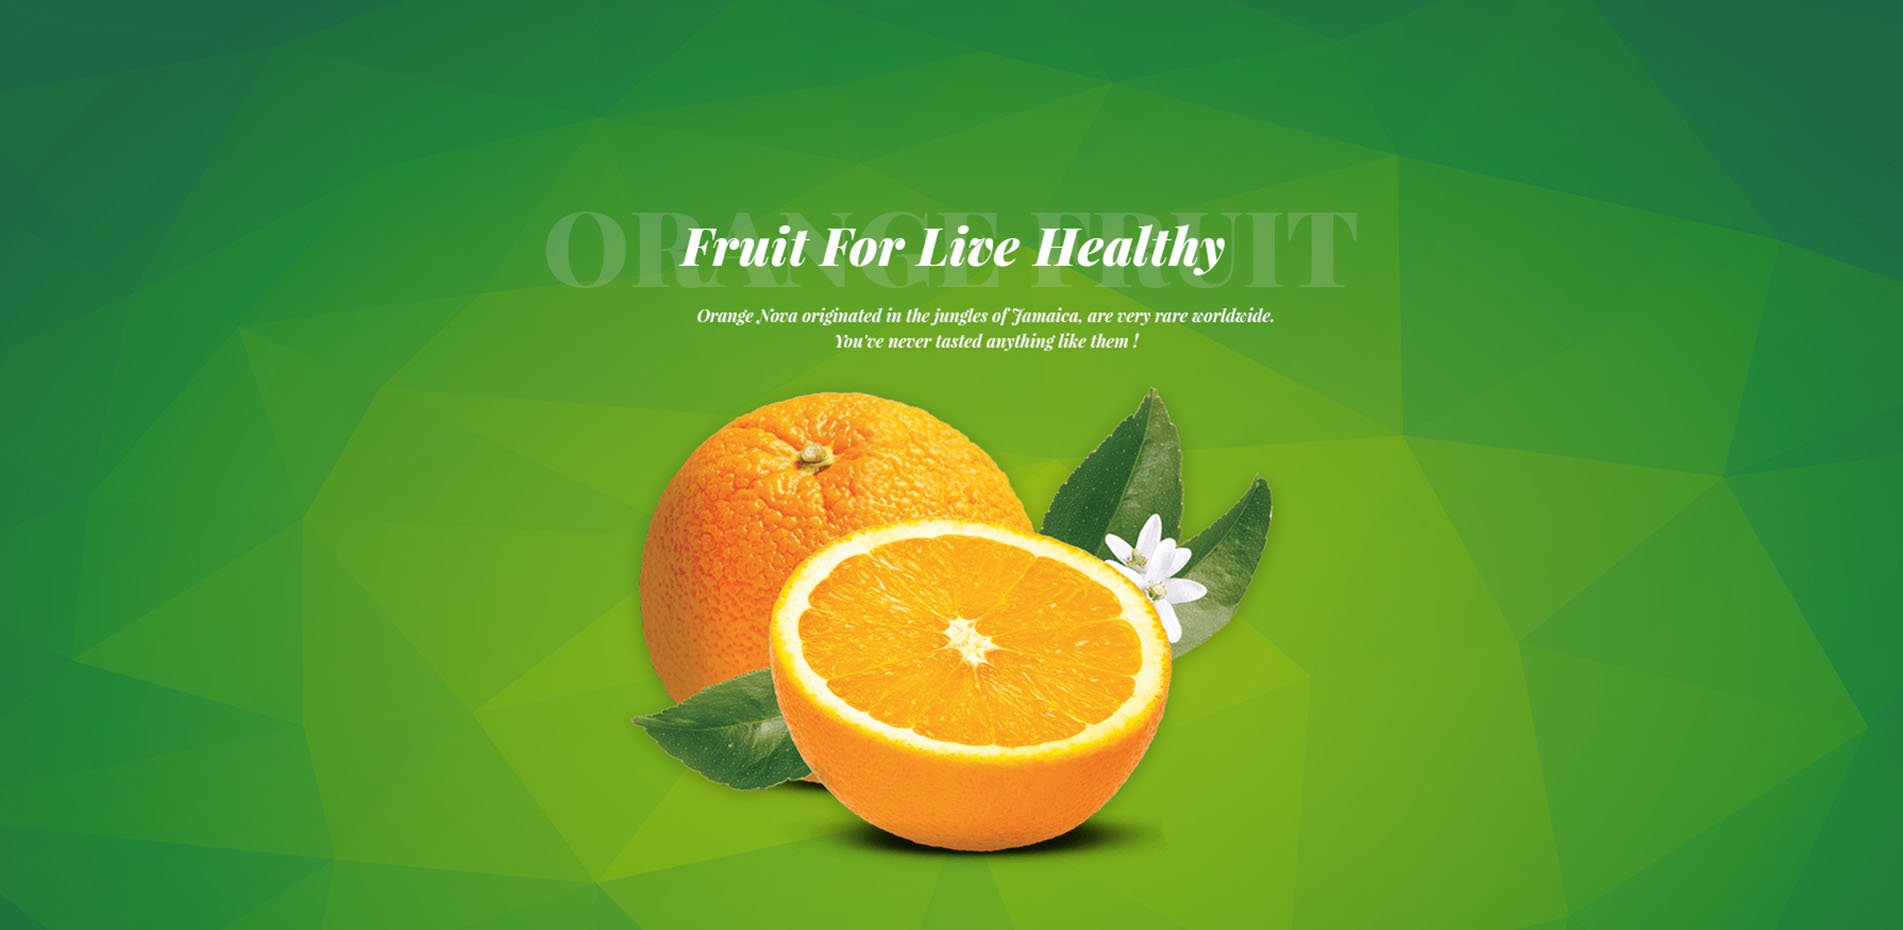 ORANGE FRUIT
Fruit For Live Healthy
Orange Nova originated in the jungles of Jamaica, are very rare worldwide.
You've never tasted anything like them !